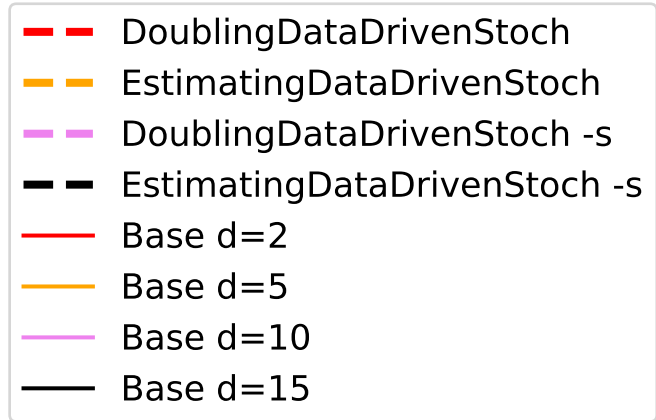 DoublingDataDrivenStoch
EstimatingDataDrivenStoch
DoublingDataDrivenStoch -s
EstimatingDataDrivenStoch -s
Base d=2
Base d=5
Base d=10
Base d=15